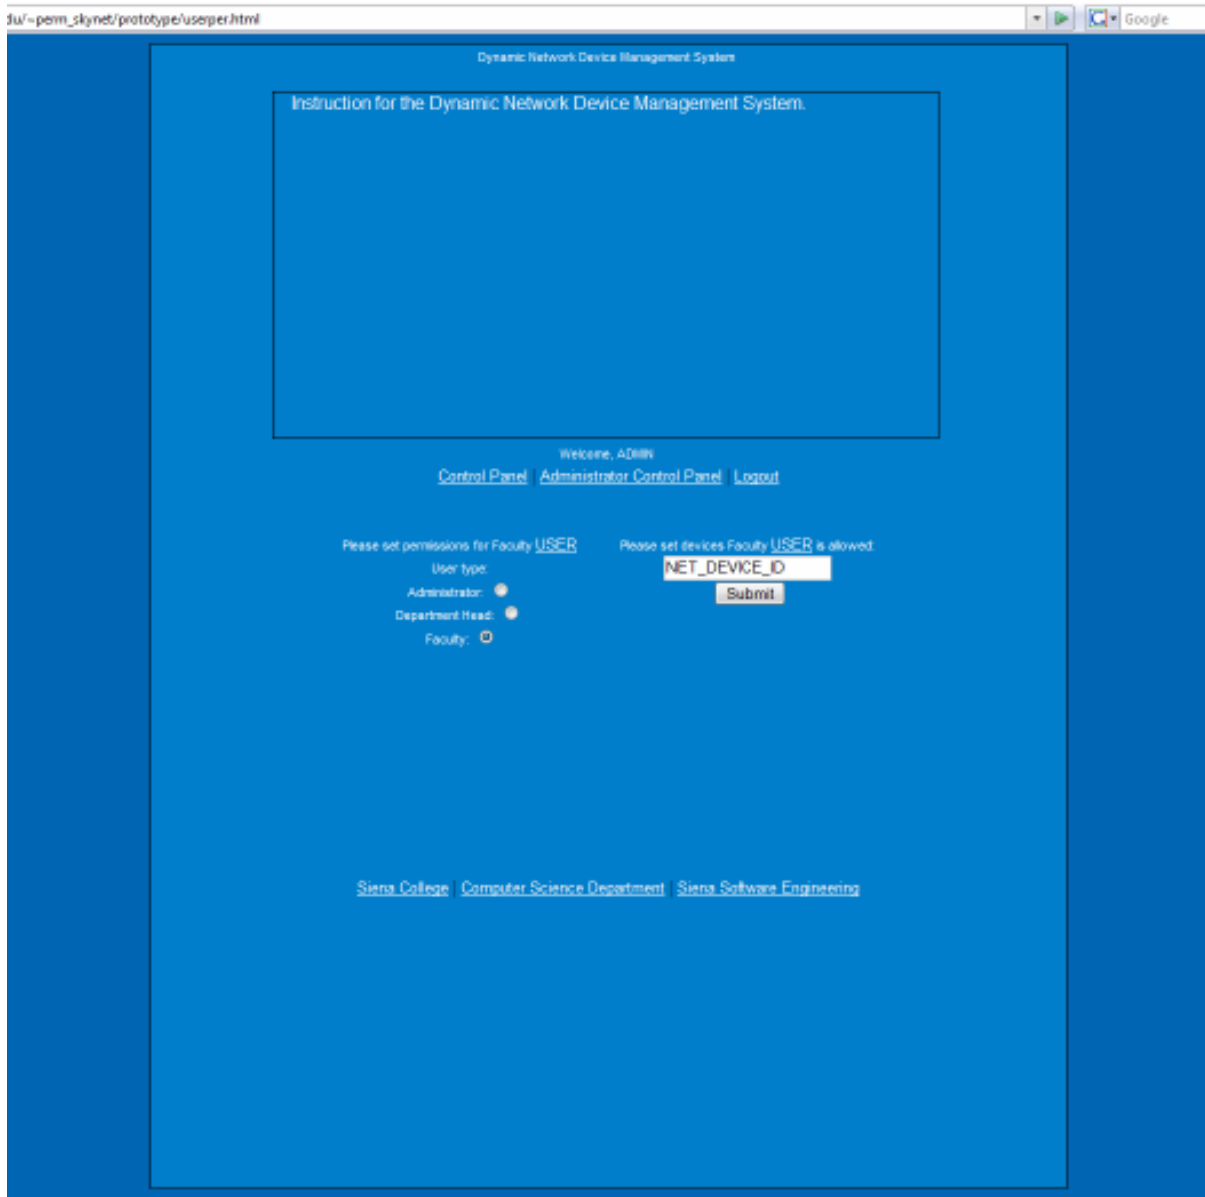 du/~perm_skynet/prototype/userper.html Google
Dynamic Network Device Management System
Instruction for the Dynamic Network Device Management System.
Welcome, ADMIN
Control Panel | Administrator Control Panel | Logout
Please set permissions for Faculty USER
User type:
Administrator:
Department Head:
Faculty:
Please set devices Faculty USER is allowed:
NET_DEVICE_ID
Submit
Siena College | Computer Science Department | Siena Software Engineering